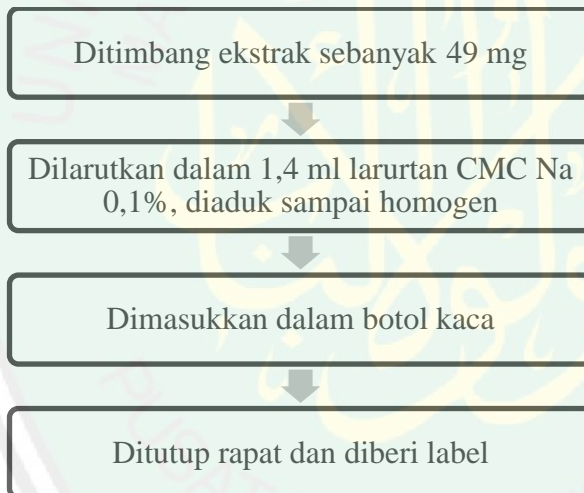 Ditimbang ekstrak sebanyak 49 mg
Dilarutkan dalam 1,4 ml larurtan CMC Na
0,1%, diaduk sampai homogen
Dimasukkan dalam botol kaca
Ditutup rapat dan diberi label